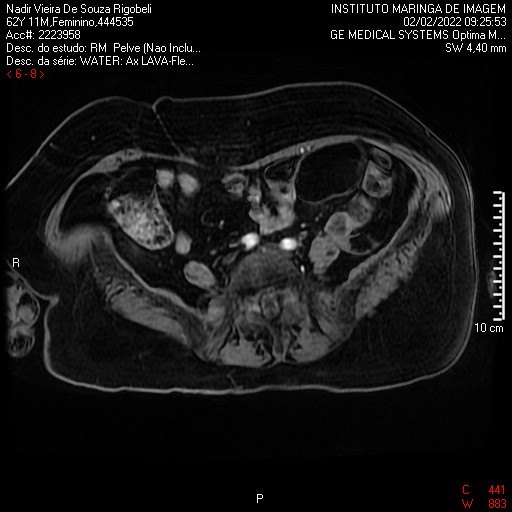 Nadir Vieira De Souza Rigobeli
62Y 11M,Feminino,444535
Acc#: 2223958
Desc. do estudo: RM Pelve (Nao Inclu...
Desc. da série: WATER: Ax LAVA-Fle...
< 6 - 8 >
INSTITUTO MARINGA DE IMAGEM
02/02/2022 09:25:53
GE MEDICAL SYSTEMS Optima M...
SW 4,40 mm
R
10 cm
P
C 441
W 883